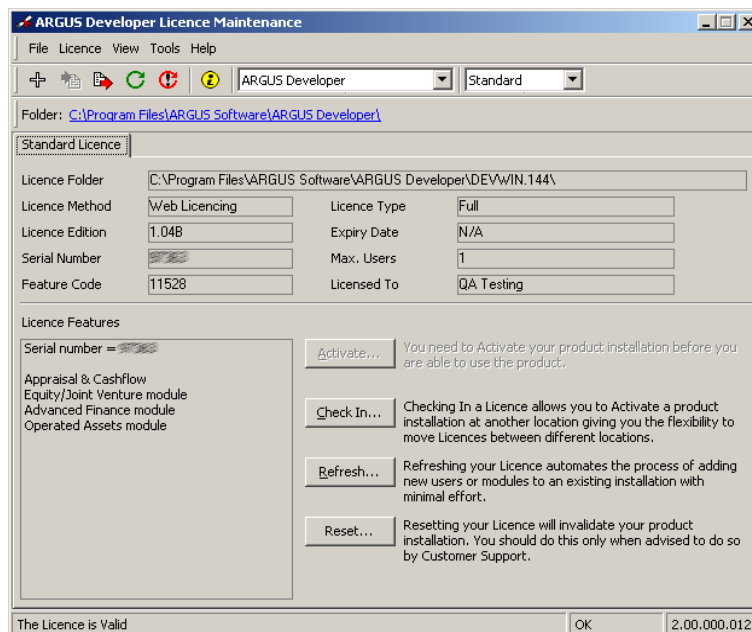 ARGUS Developer Licence Maintenance
File Licence View Tools Help
ARGUS Developer Standard
Folder: C:\Program Files\ARGUS Software\ARGUS Developer\
Standard Licence
Licence Folder C:\Program Files\ARGUS Software\ARGUS Developer\DEVWIN.144\
Licence Method Web Licencing Licence Type Full
Licence Edition 1.04B Expiry Date N/A
Serial Number Max. Users 1
Feature Code 11528 Licensed To QA Testing
Licence Features
Serial number =
Appraisal & Cashflow
Equity/Joint Venture module
Advanced Finance module
Operated Assets module
Activate... You need to Activate your product installation before you
are able to use the product.
Check In... Checking In a Licence allows you to Activate a product
installation at another location giving you the flexibility to
move Licences between different locations.
Refresh... Refreshing your Licence automates the process of adding
new users or modules to an existing installation with
minimal effort.
Reset... Resetting your Licence will invalidate your product
installation. You should do this only when advised to do so
by Customer Support.
The Licence is Valid OK 2.00.000.012